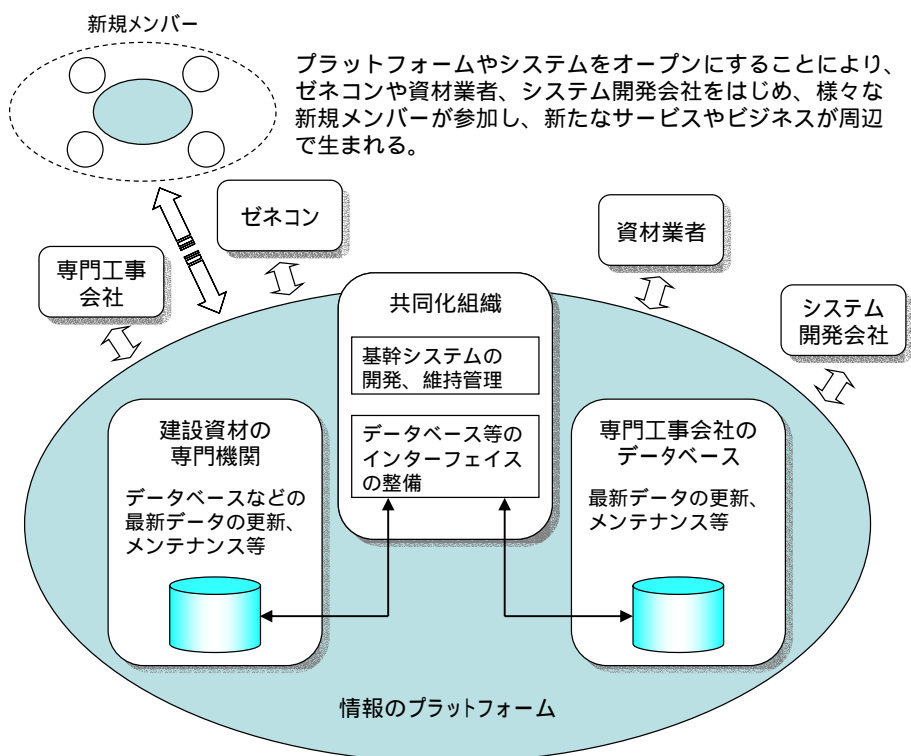 新規メンバー
プラットフォームやシステムをオープンにすることにより、
ゼネコンや資材業者、システム開発会社をはじめ、様々な
新規メンバーが参加し、新たなサービスやビジネスが周辺
で生まれる。
ゼネコン
資材業者
専門工事
会社
システム
開発会社
共同化組織
基幹システムの
開発、維持管理
データベース等の
インターフェイス
の整備
建設資材の
専門機関
データベースなどの
最新データの更新、
メンテナンス等
専門工事会社の
データベース
最新データの更新、
メンテナンス等
情報のプラットフォーム